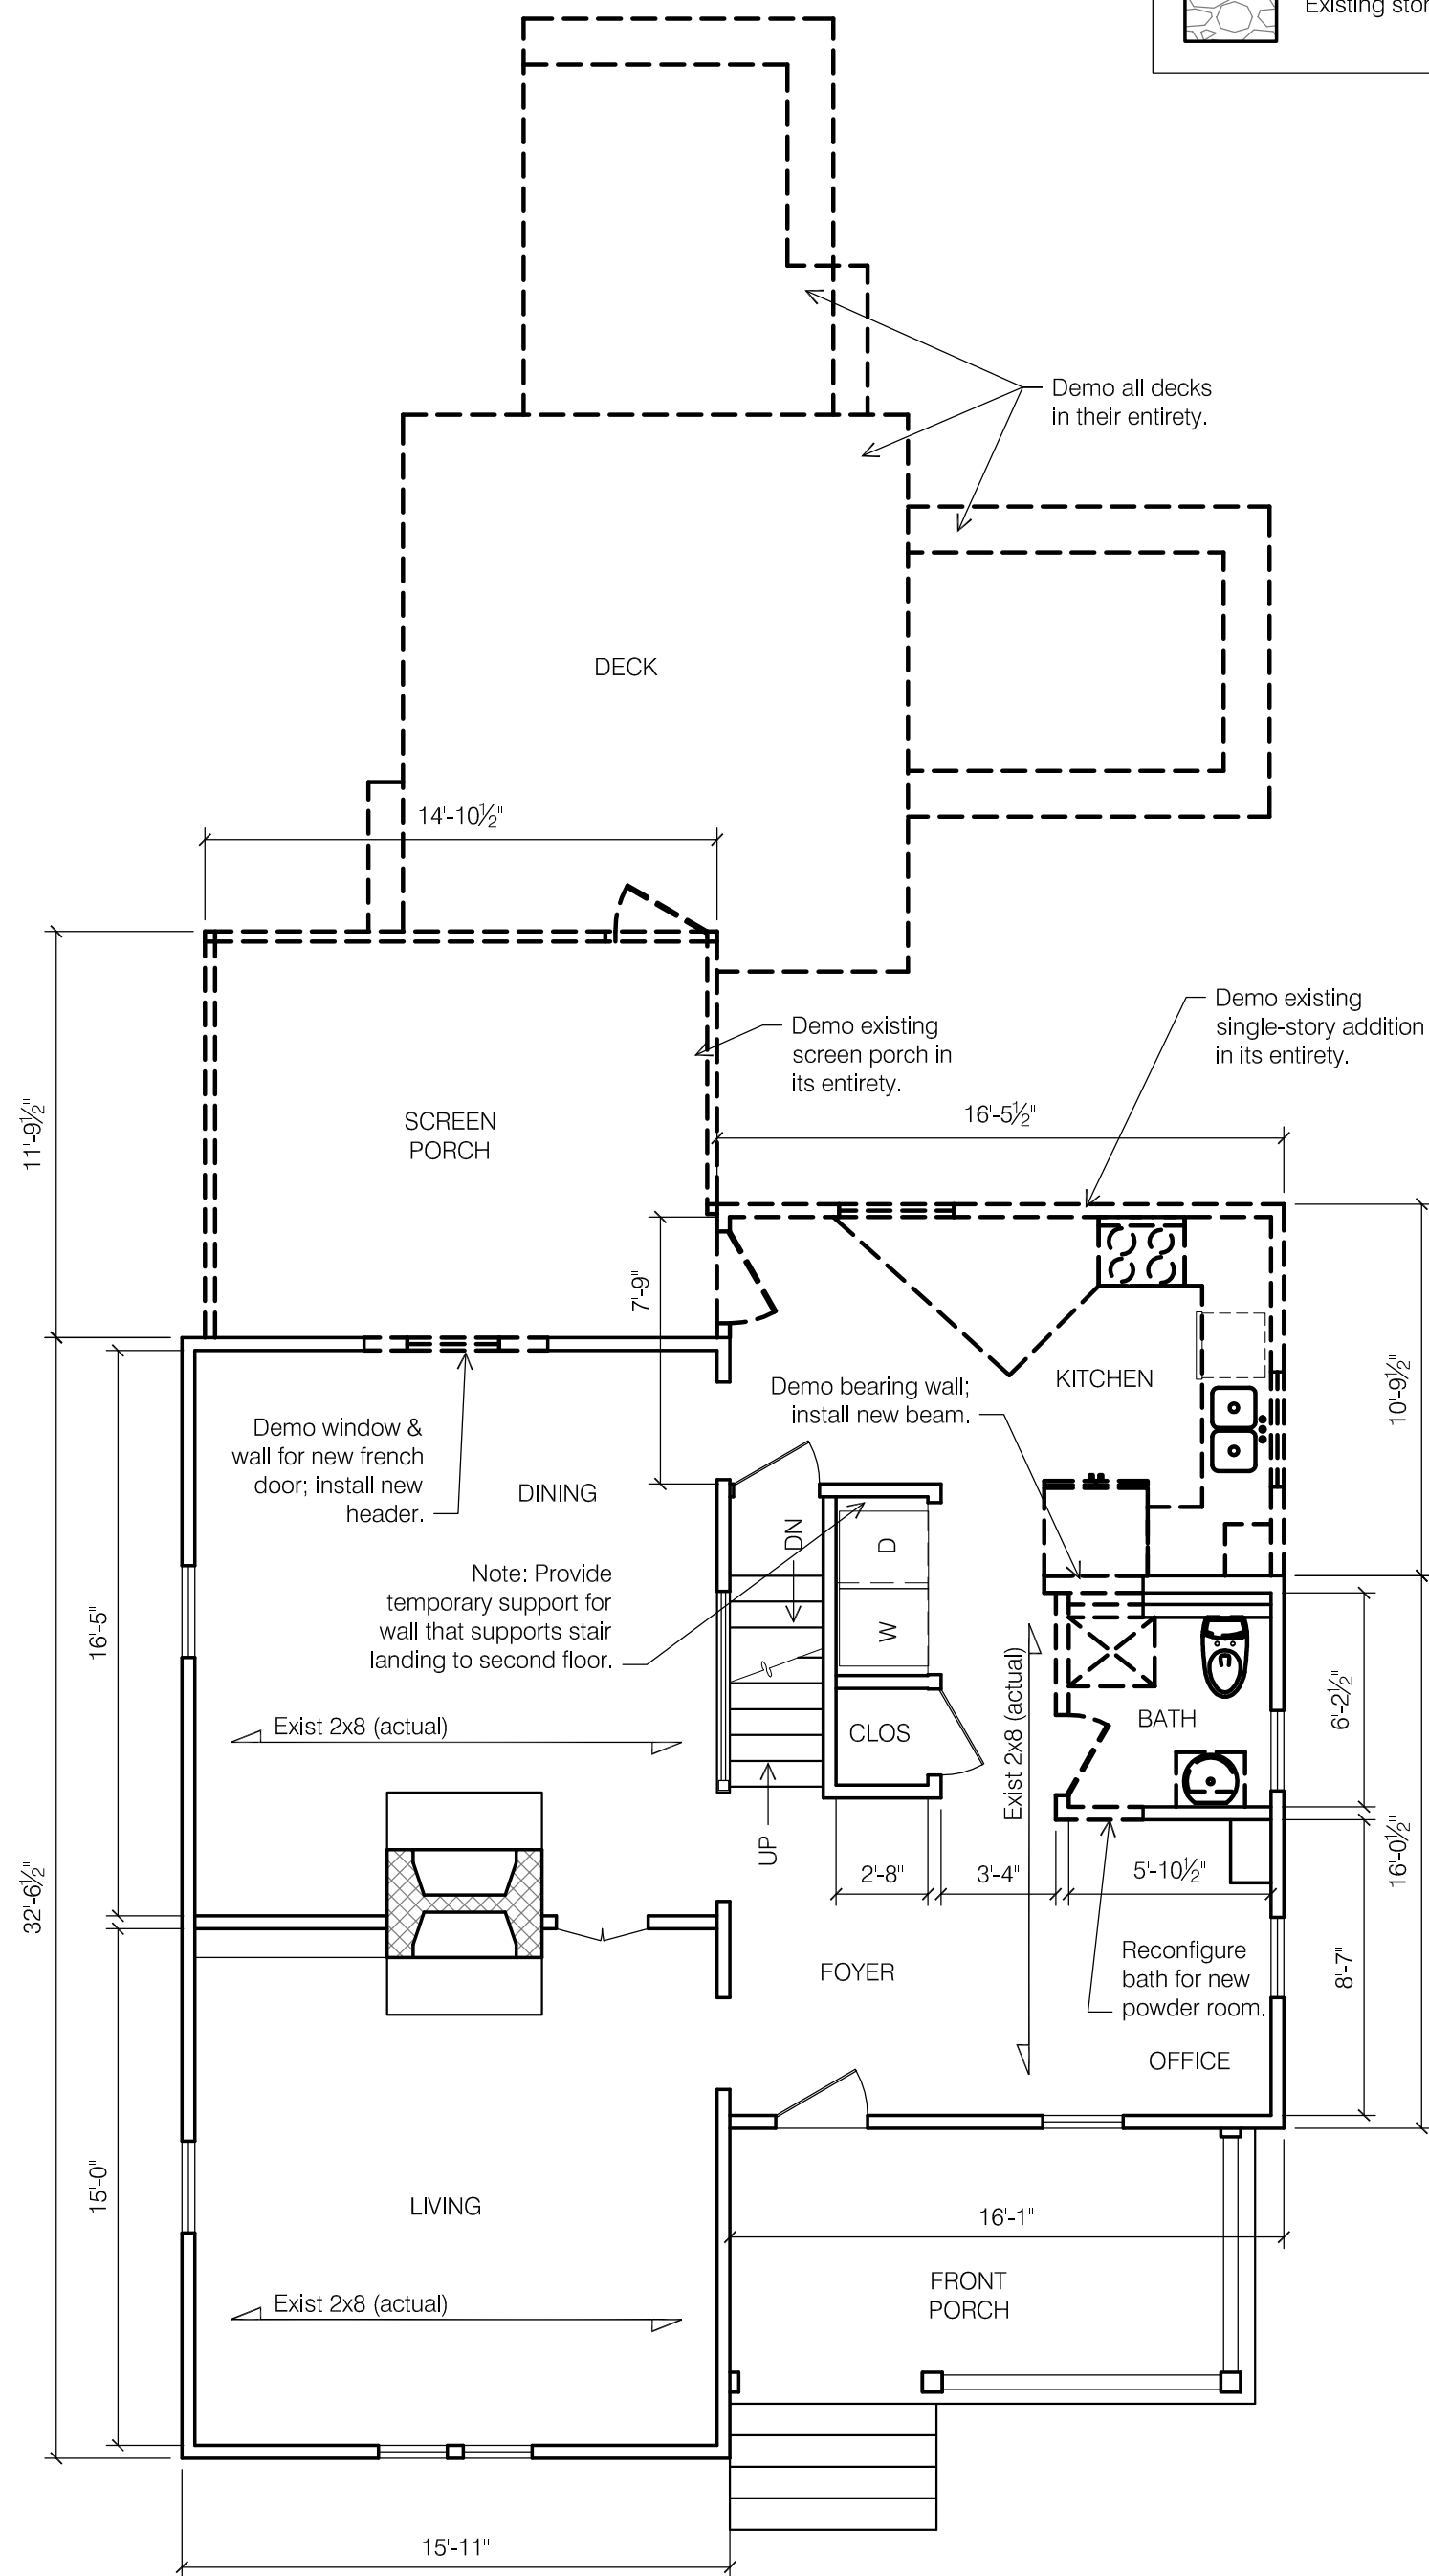 Existing
Demo all decks
in their entirety.
DECK
14'-10½"
Demo existing
single-story addition
in its entirety.
Demo existing
screen porch in
its entirety.
16'-5½"
SCREEN
PORCH
11'-9½"
7'-9"
KITCHEN
10'-9½"
Demo bearing wall;
install new beam.
Demo window &
wall for new french
door; install new
header.
DINING
DN
D
W
Note: Provide
temporary support for
wall that supports stair
landing to second floor.
16'-5"
Exist 2x8 (actual)
Exist 2x8 (actual)
CLOS
BATH
6'-2½"
UP
2'-8"
3'-4"
5'-10½"
16'-0½"
32'-6½"
FOYER
Reconfigure
bath for new
powder room.
8'-7"
OFFICE
15'-0"
LIVING
16'-1"
FRONT
PORCH
Exist 2x8 (actual)
15'-11"